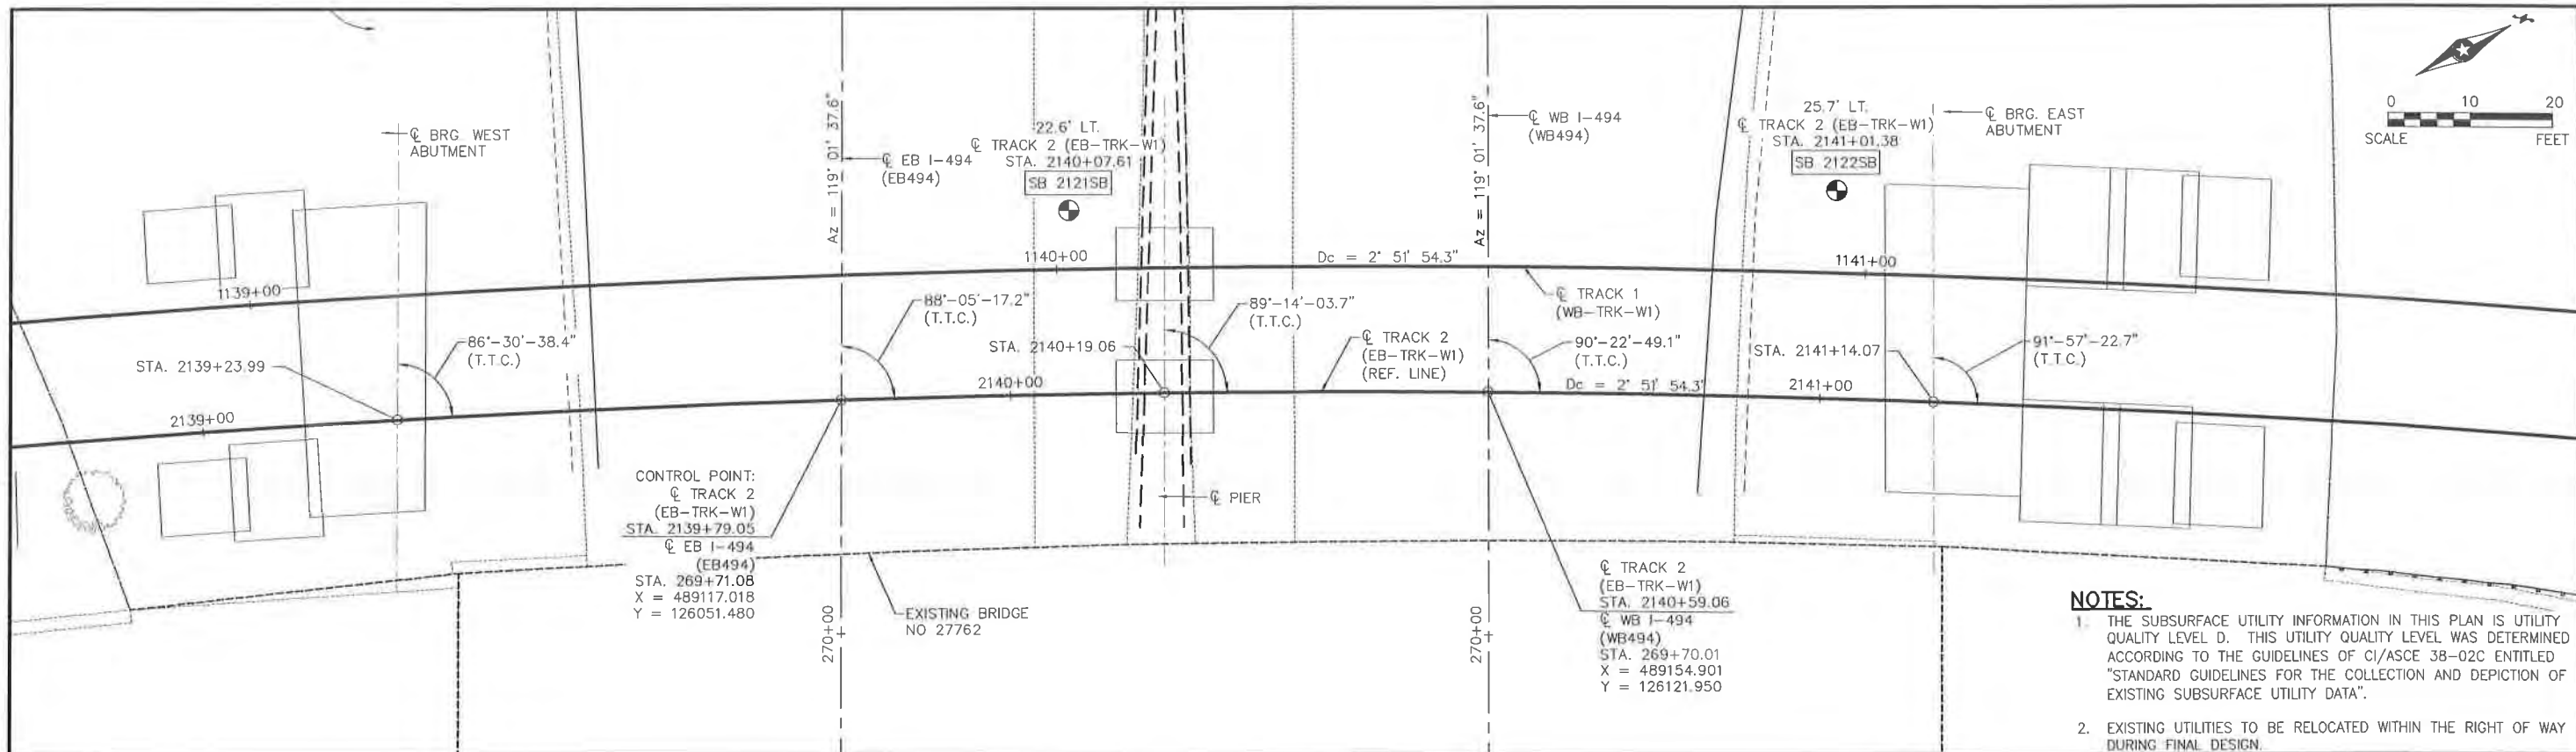 ℄ BRG. WEST
ABUTMENT
Az = 119° 01' 37.6"
℄ EB I-494
(EB494)
22.6' LT.
℄ TRACK 2 (EB-TRK-W1)
STA. 2140+07.61
SB 2121SB
Az = 119° 01' 37.6"
℄ WB I-494
(WB494)
25.7' LT.
℄ TRACK 2 (EB-TRK-W1)
STA. 2141+01.38
SB 2122SB
℄ BRG. EAST
ABUTMENT
0 10 20
SCALE FEET
1139+00
1140+00
Dc = 2° 51' 54.3"
1141+00
℄ TRACK 1
(WB-TRK-W1)
STA. 2139+23.99
86°-30'-38.4"
(T.T.C.)
88°-05'-17.2"
(T.T.C.)
STA. 2140+19.06
89°-14'-03.7"
(T.T.C.)
℄ TRACK 2
(EB-TRK-W1)
(REF. LINE)
90°-22'-49.1"
(T.T.C.)
STA. 2141+14.07
91°-57'-22.7"
(T.T.C.)
2139+00
2140+00
Dc = 2° 51' 54.3"
2141+00
CONTROL POINT:
℄ TRACK 2
(EB-TRK-W1)
STA. 2139+79.05
℄ EB I-494
(EB494)
STA. 269+71.08
X = 489117.018
Y = 126051.480
270+00
EXISTING BRIDGE
NO 27762
℄ PIER
270+00
℄ TRACK 2
(EB-TRK-W1)
STA. 2140+59.06
℄ WB I-494
(WB494)
STA. 269+70.01
X = 489154.901
Y = 126121.950
NOTES:
1. THE SUBSURFACE UTILITY INFORMATION IN THIS PLAN IS UTILITY
QUALITY LEVEL D. THIS UTILITY QUALITY LEVEL WAS DETERMINED
ACCORDING TO THE GUIDELINES OF CI/ASCE 38-02C ENTITLED
"STANDARD GUIDELINES FOR THE COLLECTION AND DEPICTION OF
EXISTING SUBSURFACE UTILITY DATA".
2. EXISTING UTILITIES TO BE RELOCATED WITHIN THE RIGHT OF WAY
DURING FINAL DESIGN.